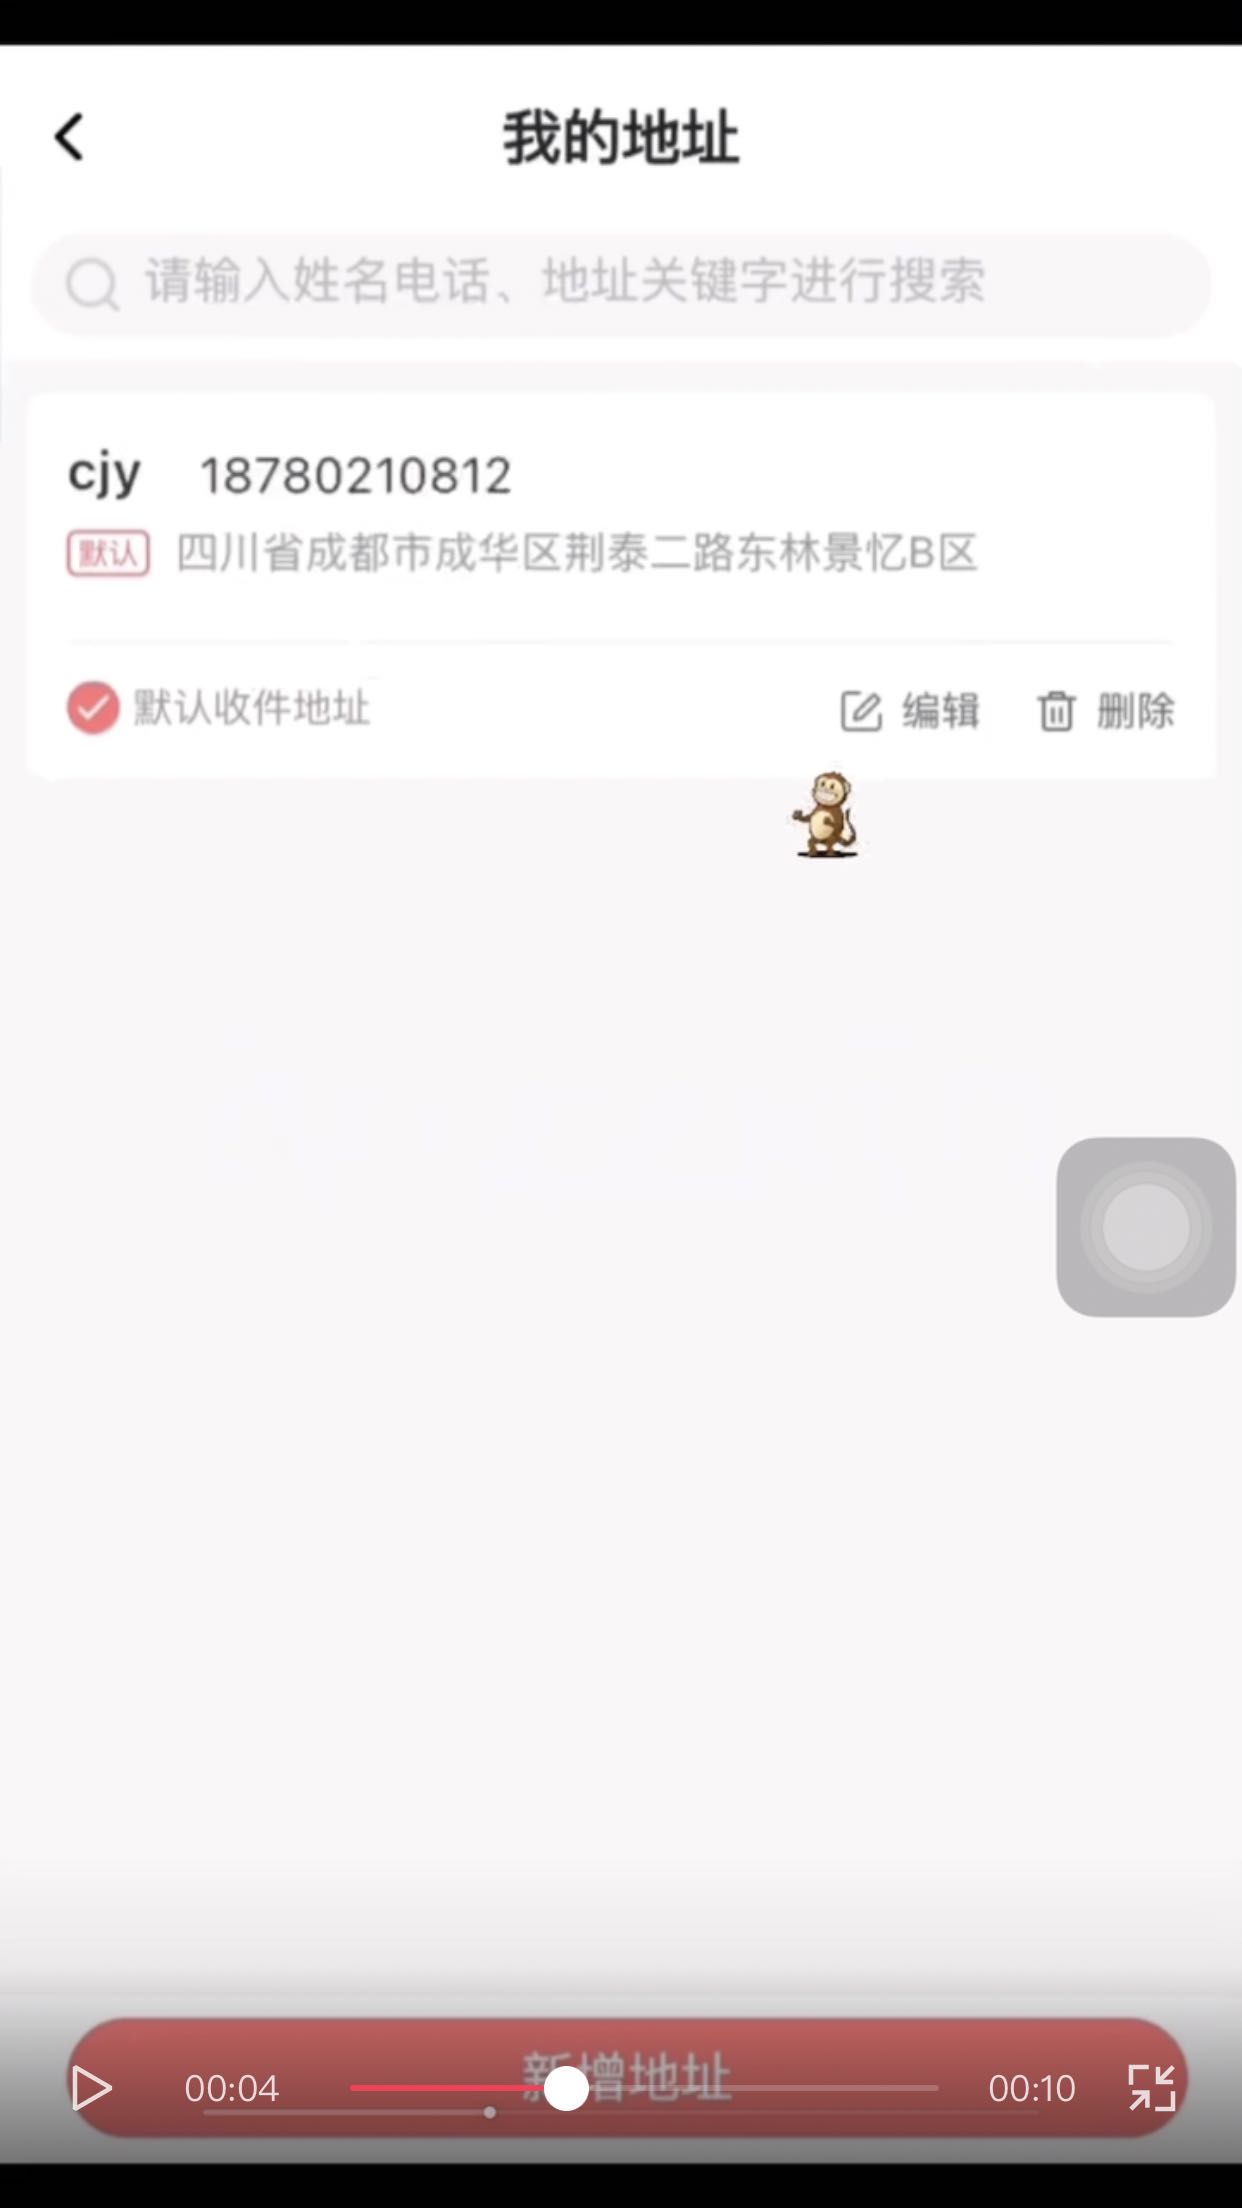 我的地址
请输入姓名电话、地址关键字进行搜索
cjy 18780210812
默认 四川省成都市成华区荆泰二路东林景忆B区
默认收件地址 编辑 删除
新增地址
00:04 00:10